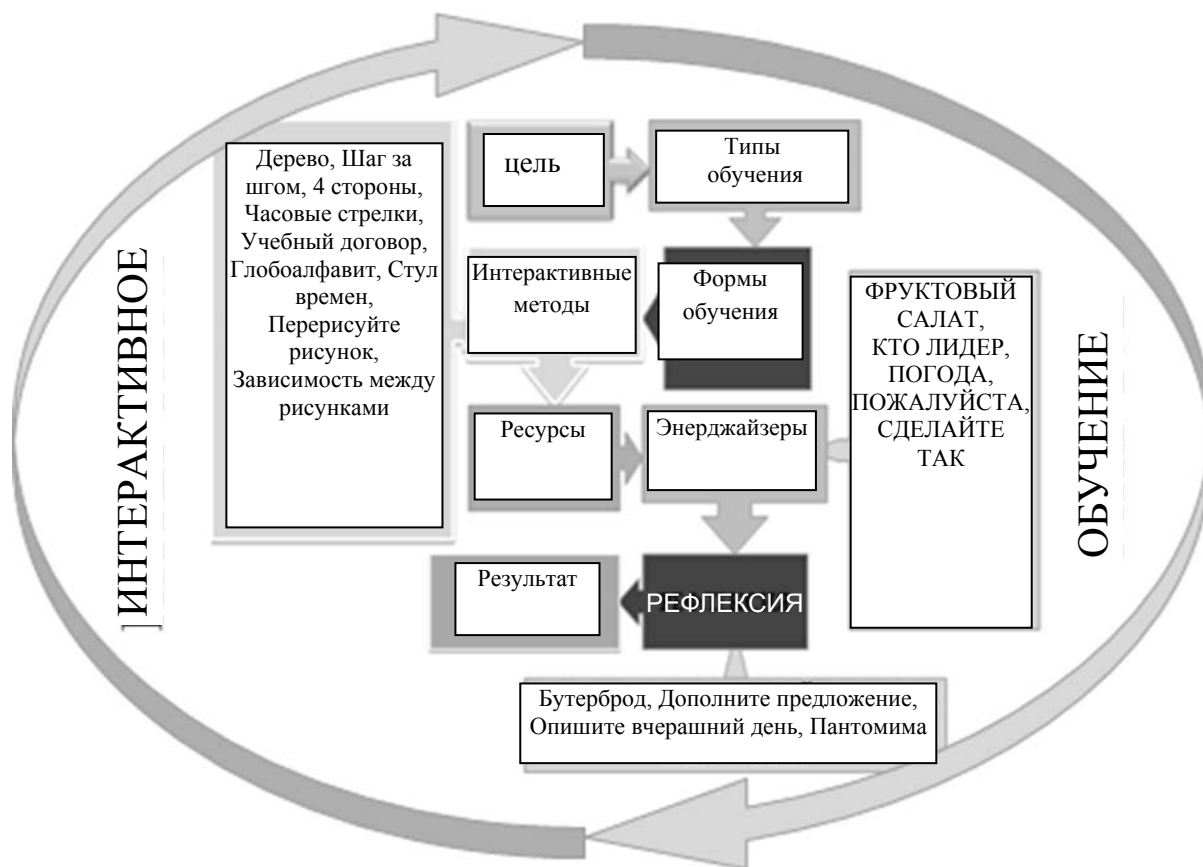 ИНТЕРАКТИВНОЕ
Дерево, Шаг за
шгом, 4 стороны,
Часовые стрелки,
Учебный договор,
Глобоалфавит, Стул
времен,
Перерисуйте
рисунок,
Зависимость между
рисунками
цель
Типы
обучения
Интерактивные
методы
Формы
обучения
Ресурсы
Энерджайзеры
Результат
РЕФЛЕКСИЯ
ФРУКТОВЫЙ
САЛАТ,
КТО ЛИДЕР,
ПОГОДА,
ПОЖАЛУЙСТА,
СДЕЛАЙТЕ
ТАК
ОБУЧЕНИЕ
Бутерброд, Дополните предложение,
Опишите вчерашний день, Пантомима